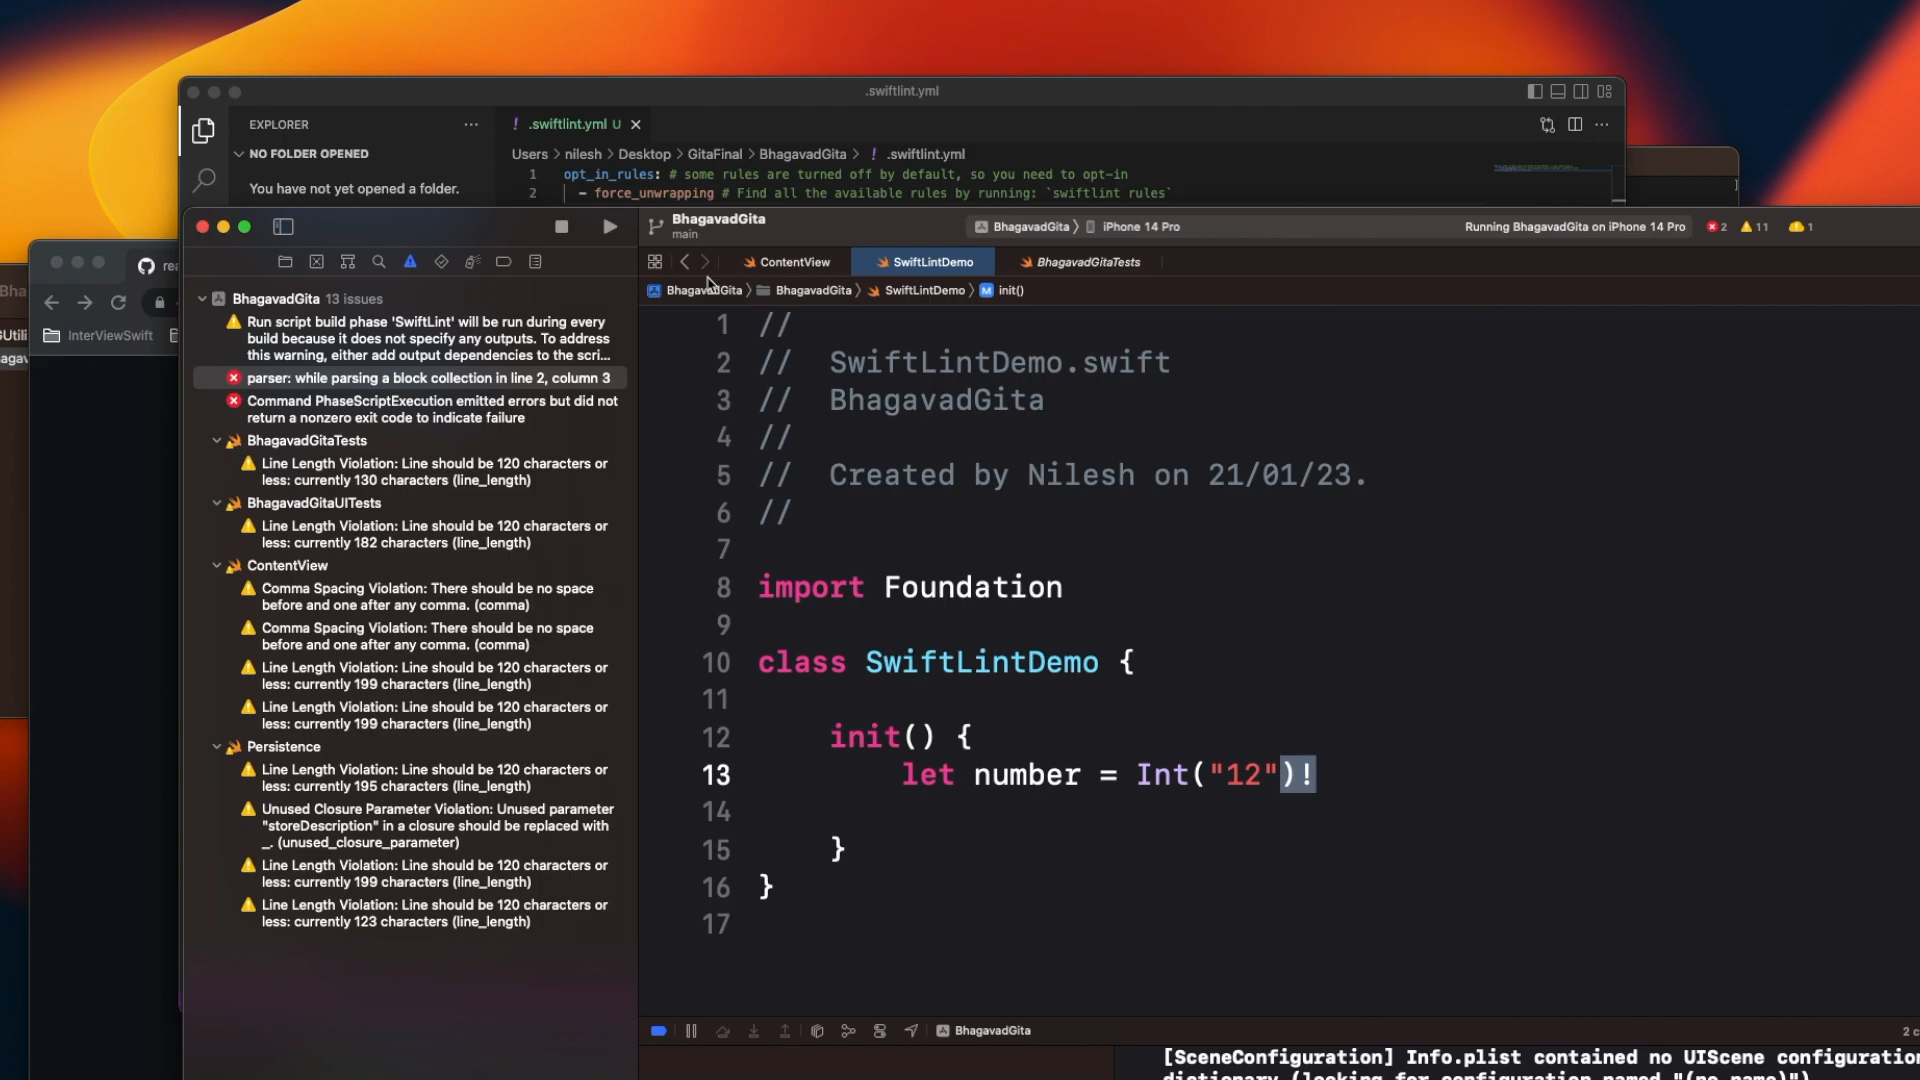 .swiftlint.yml
EXPLORER
.swiftlint.yml U
NO FOLDER OPENED
Users > nilesh > Desktop > GitaFinal > BhagavadGita > ! .swiftlint.yml
1 opt_in_rules: # some rules are turned off by default, so you need to opt-in
You have not yet opened a folder.
2 - force_unwrapping # Find all the available rules by running: `swiftlint rules`
BhagavadGita
main
BhagavadGita
iPhone 14 Pro
Running BhagavadGita on iPhone 14 Pro
2
11
1
ContentView
SwiftLintDemo
BhagavadGitaTests
BhagavadGita
BhagavadGita
SwiftLintDemo
M init()
InterViewSwift
BhagavadGita 13 issues
Run script build phase 'SwiftLint' will be run during every
build because it does not specify any outputs. To address
this warning, either add output dependencies to the scri...
parser: while parsing a block collection in line 2, column 3
Command PhaseScriptExecution emitted errors but did not
return a nonzero exit code to indicate failure
BhagavadGitaTests
Line Length Violation: Line should be 120 characters or
less: currently 130 characters (line_length)
BhagavadGitaUITests
Line Length Violation: Line should be 120 characters or
less: currently 182 characters (line_length)
ContentView
Comma Spacing Violation: There should be no space
before and one after any comma. (comma)
Comma Spacing Violation: There should be no space
before and one after any comma. (comma)
Line Length Violation: Line should be 120 characters or
less: currently 199 characters (line_length)
Line Length Violation: Line should be 120 characters or
less: currently 199 characters (line_length)
Persistence
Line Length Violation: Line should be 120 characters or
less: currently 195 characters (line_length)
Unused Closure Parameter Violation: Unused parameter
"storeDescription" in a closure should be replaced with
_. (unused_closure_parameter)
Line Length Violation: Line should be 120 characters or
less: currently 199 characters (line_length)
Line Length Violation: Line should be 120 characters or
less: currently 123 characters (line_length)
1 //
2 // SwiftLintDemo.swift
3 // BhagavadGita
4 //
5 // Created by Nilesh on 21/01/23.
6 //
7
8 import Foundation
9
10 class SwiftLintDemo {
11
12 init() {
13 let number = Int("12")!
14
15 }
16 }
17
BhagavadGita
[SceneConfiguration] Info.plist contained no UIScene configuration
dictionary (looking for configuration named "(no name)")